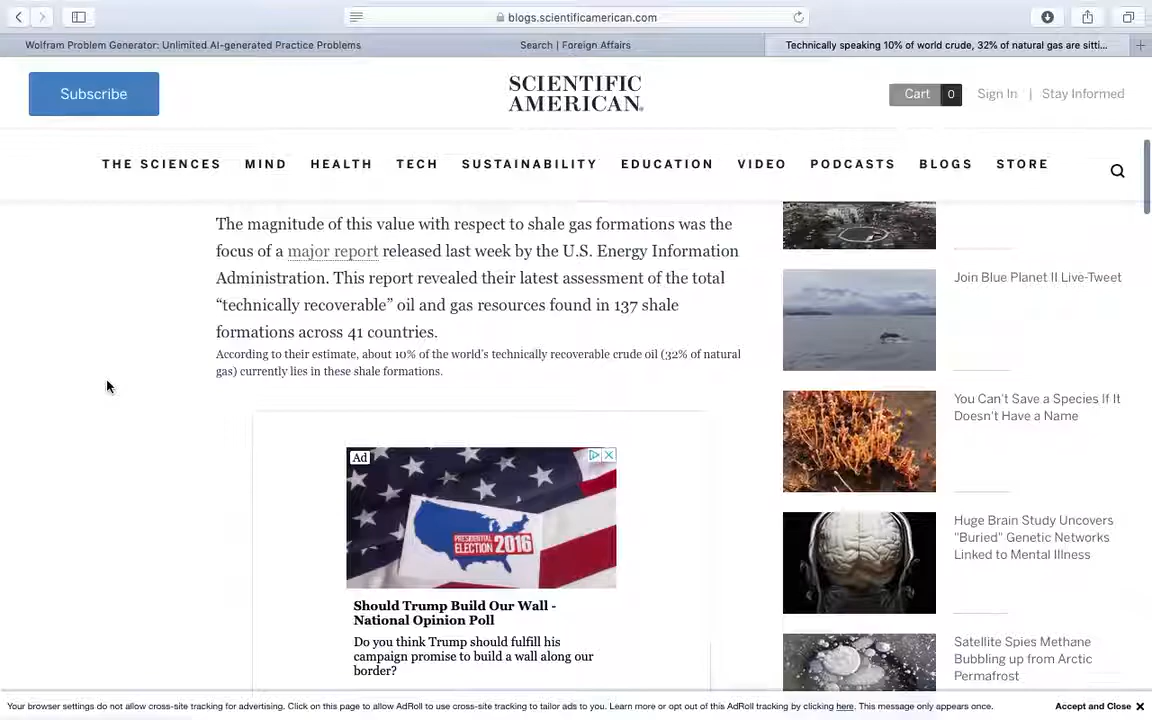 blogs.scientificamerican.com
Wolfram Problem Generator: Unlimited AI-generated Practice Problems
Search | Foreign Affairs
Technically speaking 10% of world crude, 32% of natural gas are sitti...
Subscribe
SCIENTIFIC
AMERICAN
Cart 0
Sign In | Stay Informed
THE SCIENCES MIND HEALTH TECH SUSTAINABILITY EDUCATION VIDEO PODCASTS BLOGS STORE
The magnitude of this value with respect to shale gas formations was the
focus of a major report released last week by the U.S. Energy Information
Administration. This report revealed their latest assessment of the total
“technically recoverable” oil and gas resources found in 137 shale
formations across 41 countries.
According to their estimate, about 10% of the world's technically recoverable crude oil (32% of natural
gas) currently lies in these shale formations.
Ad
PRESIDENTIAL
ELECTION 2016
Should Trump Build Our Wall -
National Opinion Poll
Do you think Trump should fulfill his
campaign promise to build a wall along our
border?
Join Blue Planet II Live-Tweet
You Can't Save a Species If It
Doesn't Have a Name
Huge Brain Study Uncovers
"Buried" Genetic Networks
Linked to Mental Illness
Satellite Spies Methane
Bubbling up from Arctic
Permafrost
Your browser settings do not allow cross-site tracking for advertising. Click on this page to allow AdRoll to use cross-site tracking to tailor ads to you. Learn more or opt out of this AdRoll tracking by clicking here. This message only appears once.
Accept and Close ✕